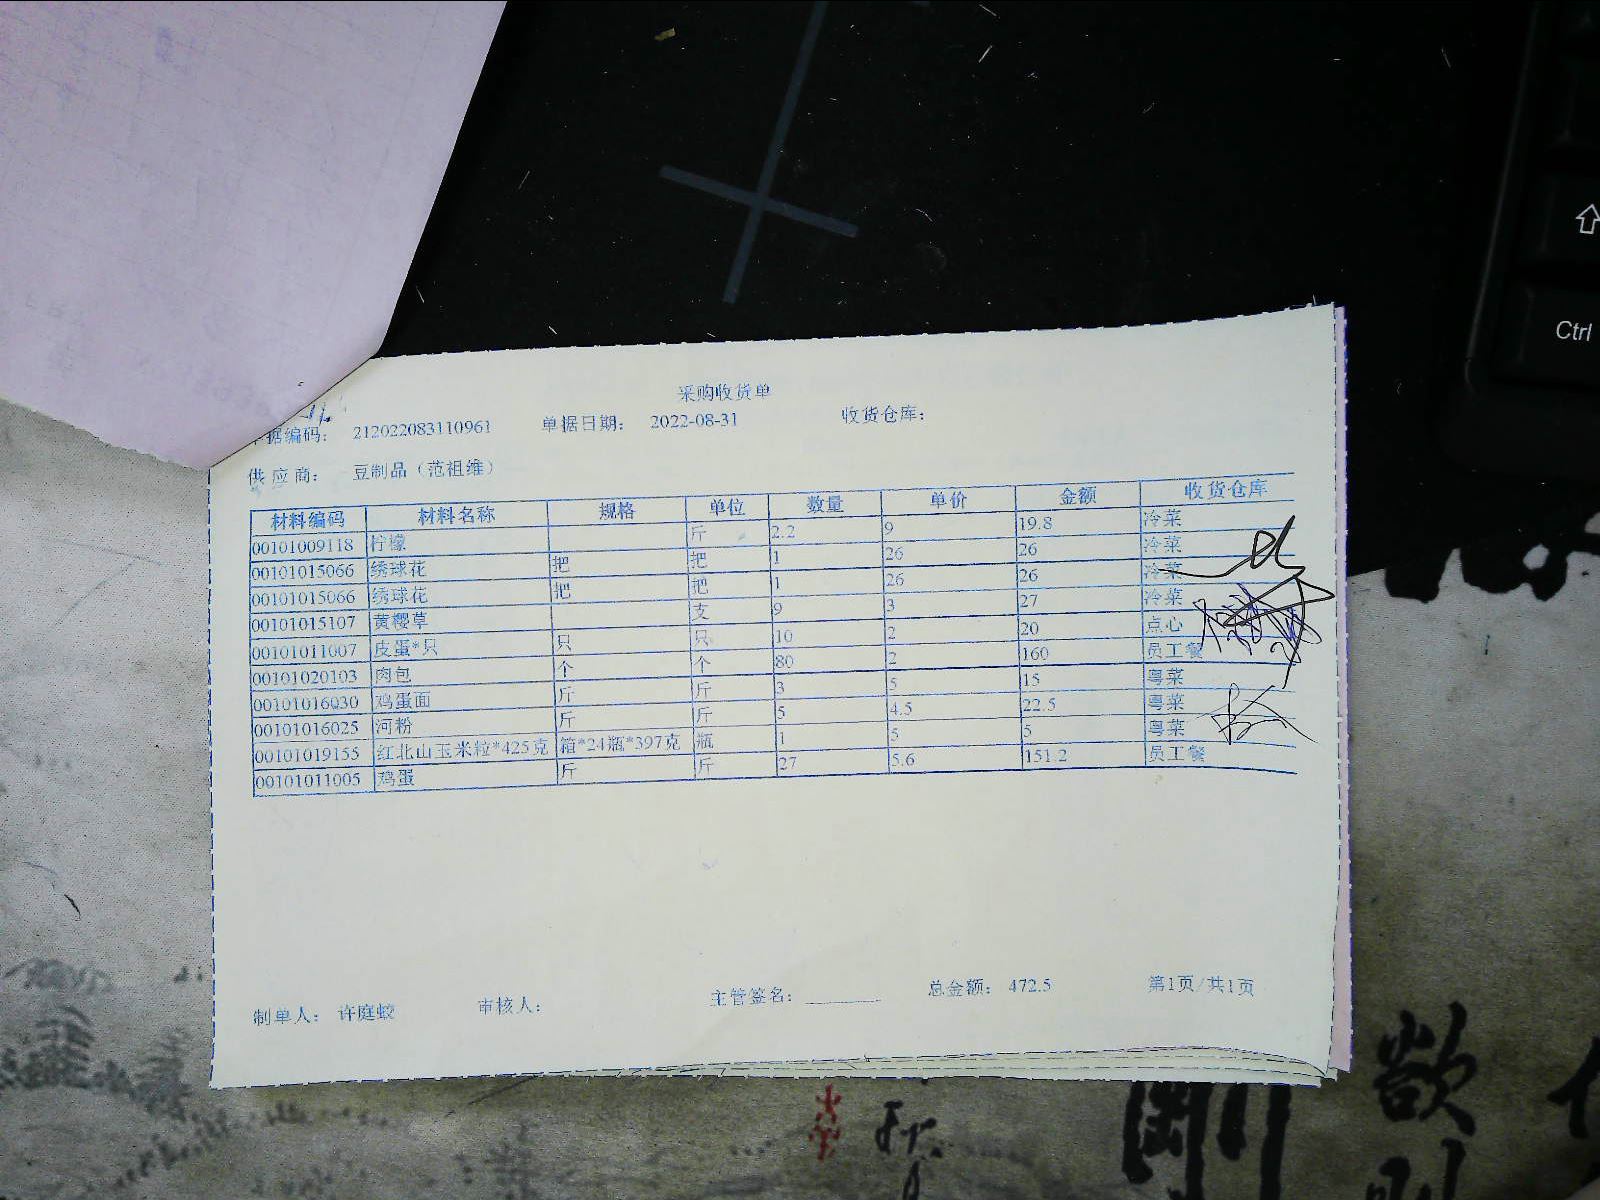 采购收货单
单据编码： 212022083110961 单据日期： 2022-08-31 收货仓库：
供应商： 豆制品（范祖维）
材料编码 材料名称 规格 单位 数量 单价 金额 收货仓库
00101009118 柠檬 斤 2.2 9 19.8 冷菜
00101015066 绣球花 把 把 1 26 26 冷菜
00101015066 绣球花 把 把 1 26 26 冷菜
00101015107 黄樱草 支 9 3 27 冷菜
00101011007 皮蛋*只 只 只 10 2 20 点心
00101020103 肉包 个 个 80 2 160 员工餐
00101016030 鸡蛋面 斤 斤 3 5 15 粤菜
00101016025 河粉 斤 斤 5 4.5 22.5 粤菜
00101019155 红北山玉米粒*425克 箱*24瓶*397克 瓶 1 5 5 粤菜
00101011005 鸡蛋 斤 斤 27 5.6 151.2 员工餐
制单人： 许庭蛟 审核人： 主管签名： 总金额： 472.5 第1页/共1页
Ctrl